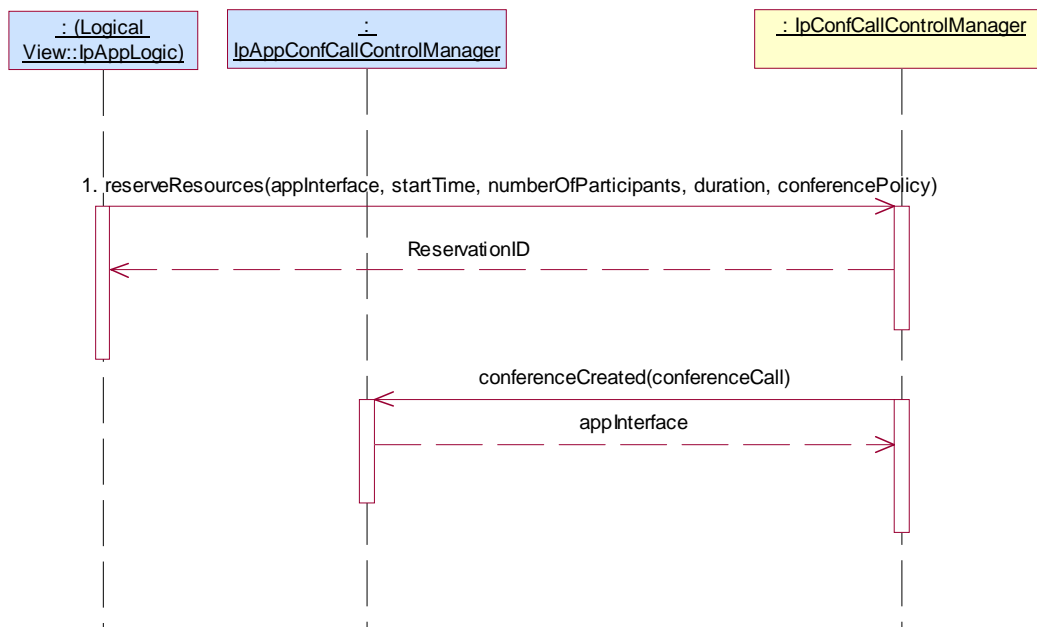 : (Logical
View::IpAppLogic)
:
IpAppConfCallControlManager
: IpConfCallControlManager
1. reserveResources(appInterface, startTime, numberOfParticipants, duration, conferencePolicy)
ReservationID
conferenceCreated(conferenceCall)
appInterface